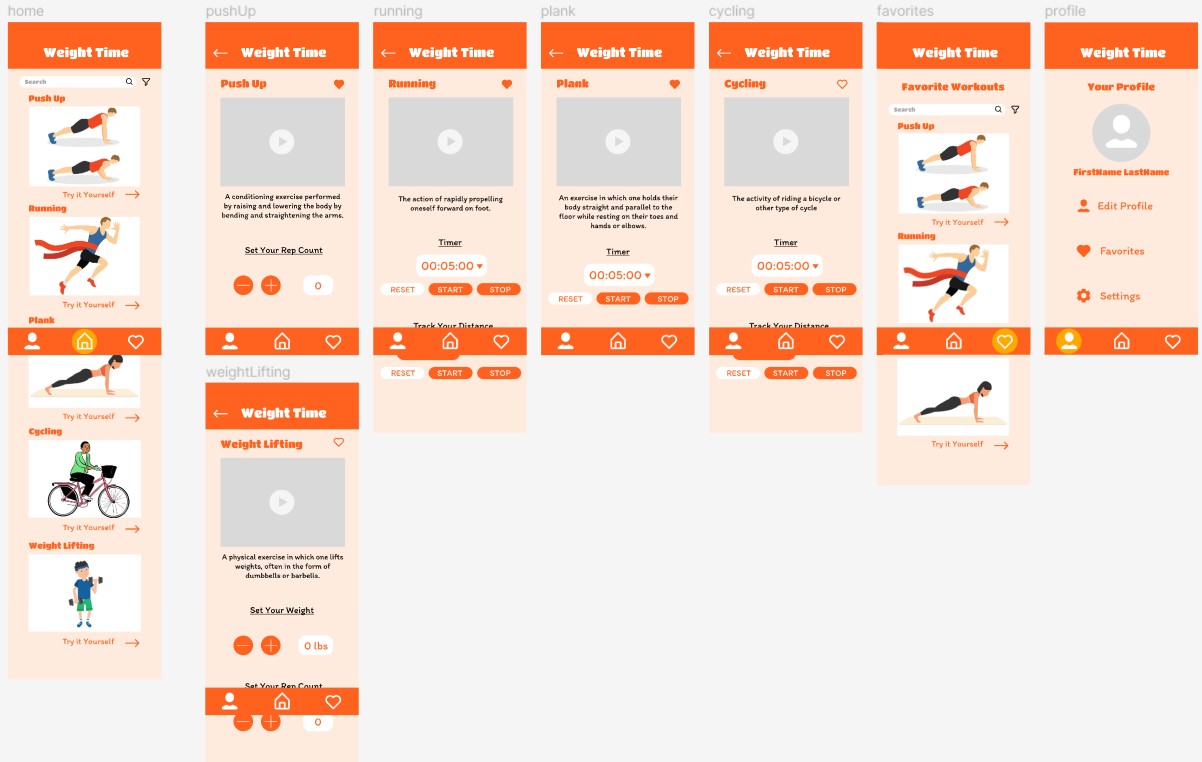 home
Weight Time
Search
Push Up
Try it Yourself
Running
Try it Yourself
Plank
Try it Yourself
Cycling
Try it Yourself
Weight Lifting
Try it Yourself
pushUp
Weight Time
Push Up
A conditioning exercise performed
by raising and lowering the body by
bending and straightening the arms.
Set Your Rep Count
0
weightLifting
Weight Time
Weight Lifting
A physical exercise in which one lifts
weights, often in the form of
dumbbells or barbells.
Set Your Weight
0 lbs
Set Your Rep Count
0
running
Weight Time
Running
The action of rapidly propelling
oneself forward on foot.
Timer
00:05:00
RESET START STOP
Track Your Distance
RESET START STOP
plank
Weight Time
Plank
An exercise in which one holds their
body straight and parallel to the
floor while resting on their toes and
hands or elbows.
Timer
00:05:00
RESET START STOP
cycling
Weight Time
Cycling
The activity of riding a bicycle or
other type of cycle
Timer
00:05:00
RESET START STOP
Track Your Distance
RESET START STOP
favorites
Weight Time
Favorite Workouts
Search
Push Up
Try it Yourself
Running
Try it Yourself
profile
Weight Time
Your Profile
FirstName LastName
Edit Profile
Favorites
Settings